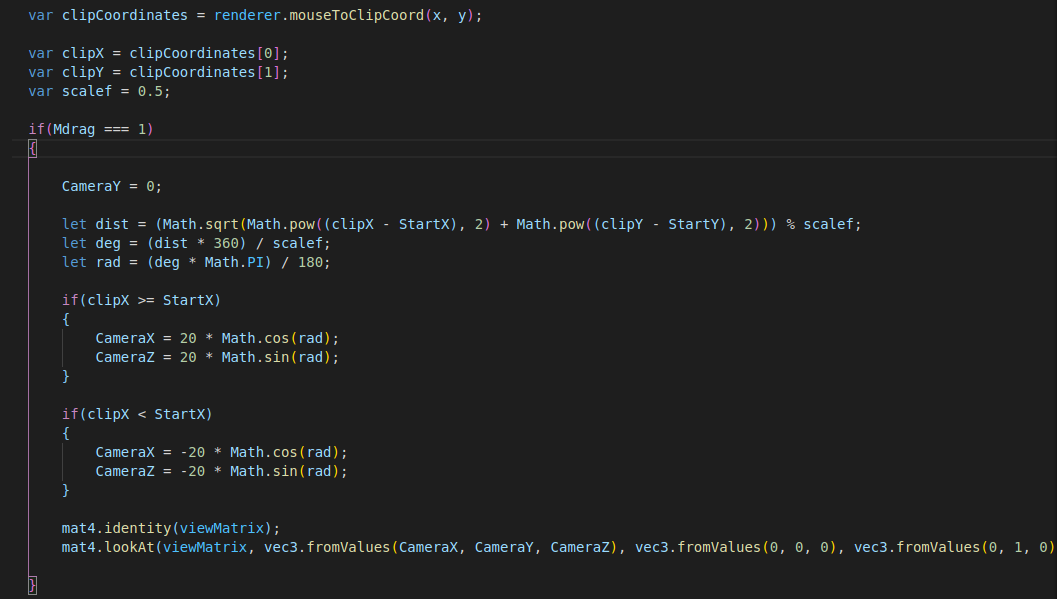 var clipCoordinates = renderer.mouseToClipCoord(x, y);
var clipX = clipCoordinates[0];
var clipY = clipCoordinates[1];
var scalef = 0.5;
if(Mdrag === 1)
{
CameraY = 0;
let dist = (Math.sqrt(Math.pow((clipX - StartX), 2) + Math.pow((clipY - StartY), 2))) % scalef;
let deg = (dist * 360) / scalef;
let rad = (deg * Math.PI) / 180;
if(clipX >= StartX)
{
CameraX = 20 * Math.cos(rad);
CameraZ = 20 * Math.sin(rad);
}
if(clipX < StartX)
{
CameraX = -20 * Math.cos(rad);
CameraZ = -20 * Math.sin(rad);
}
mat4.identity(viewMatrix);
mat4.lookAt(viewMatrix, vec3.fromValues(CameraX, CameraY, CameraZ), vec3.fromValues(0, 0, 0), vec3.fromValues(0, 1, 0)
}